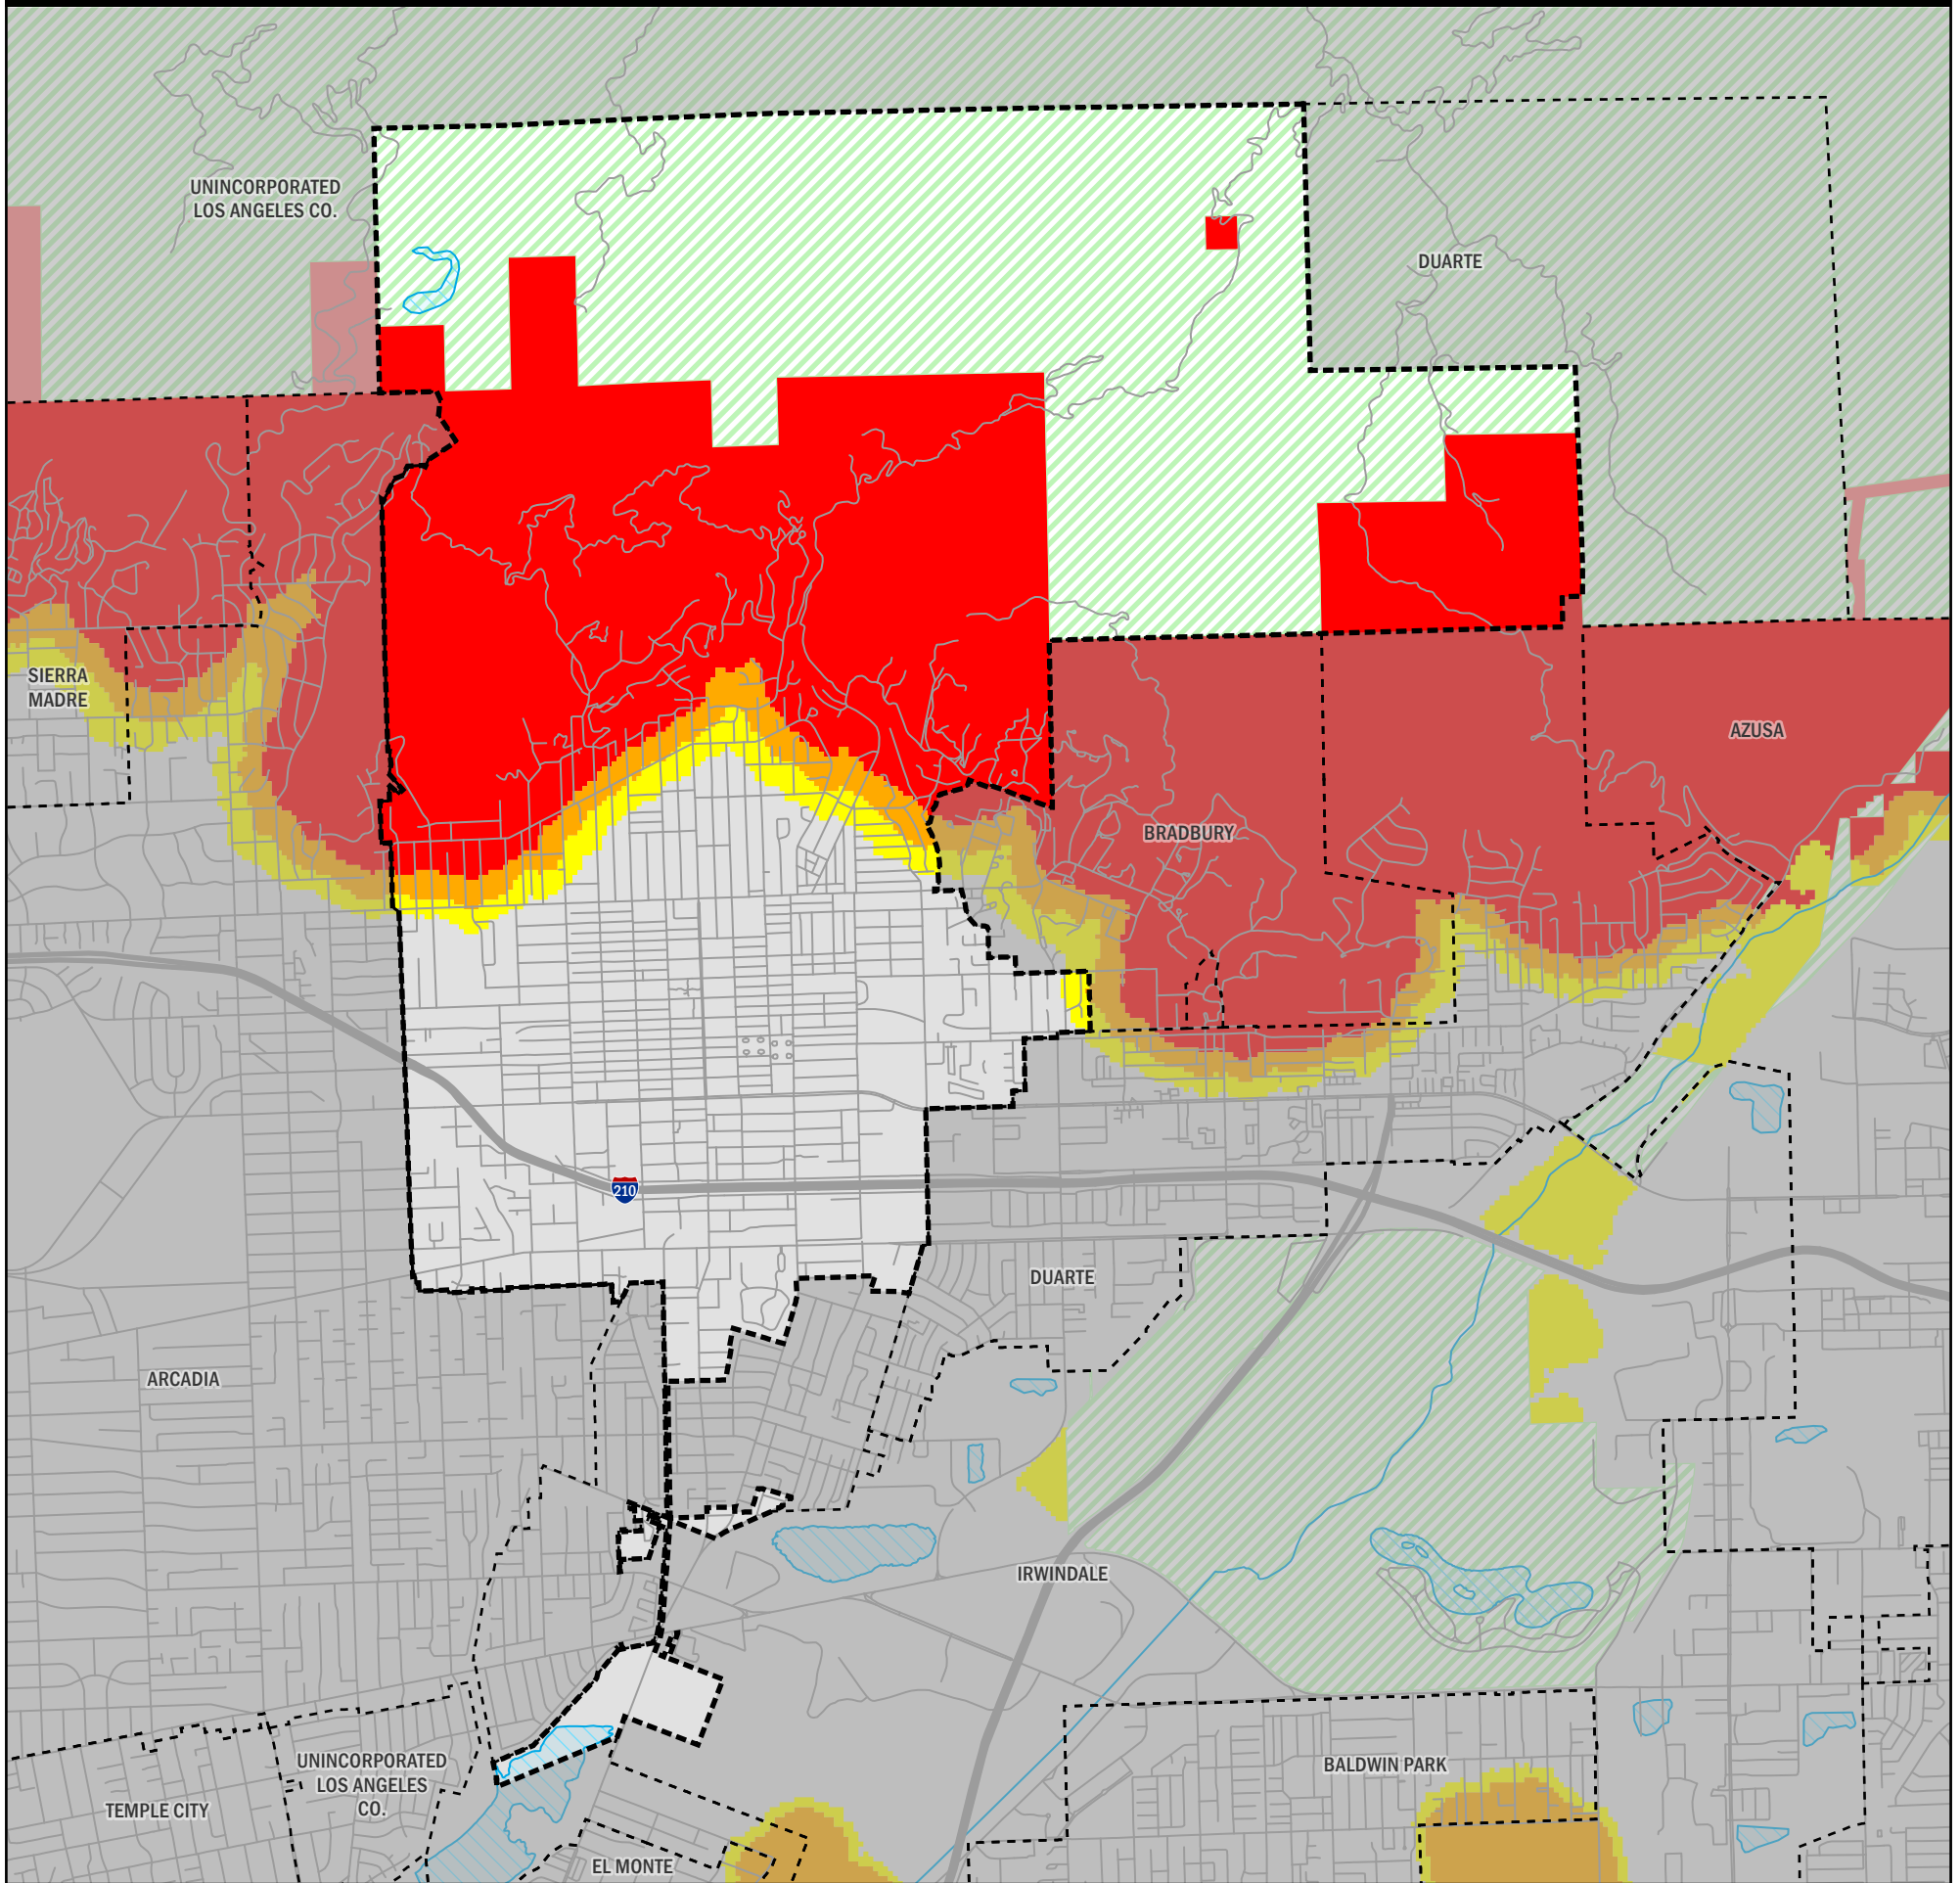 UNINCORPORATED
LOS ANGELES CO.
DUARTE
SIERRA
MADRE
AZUSA
BRADBURY
210
DUARTE
ARCADIA
IRWINDALE
UNINCORPORATED
LOS ANGELES
CO.
BALDWIN PARK
TEMPLE CITY
EL MONTE